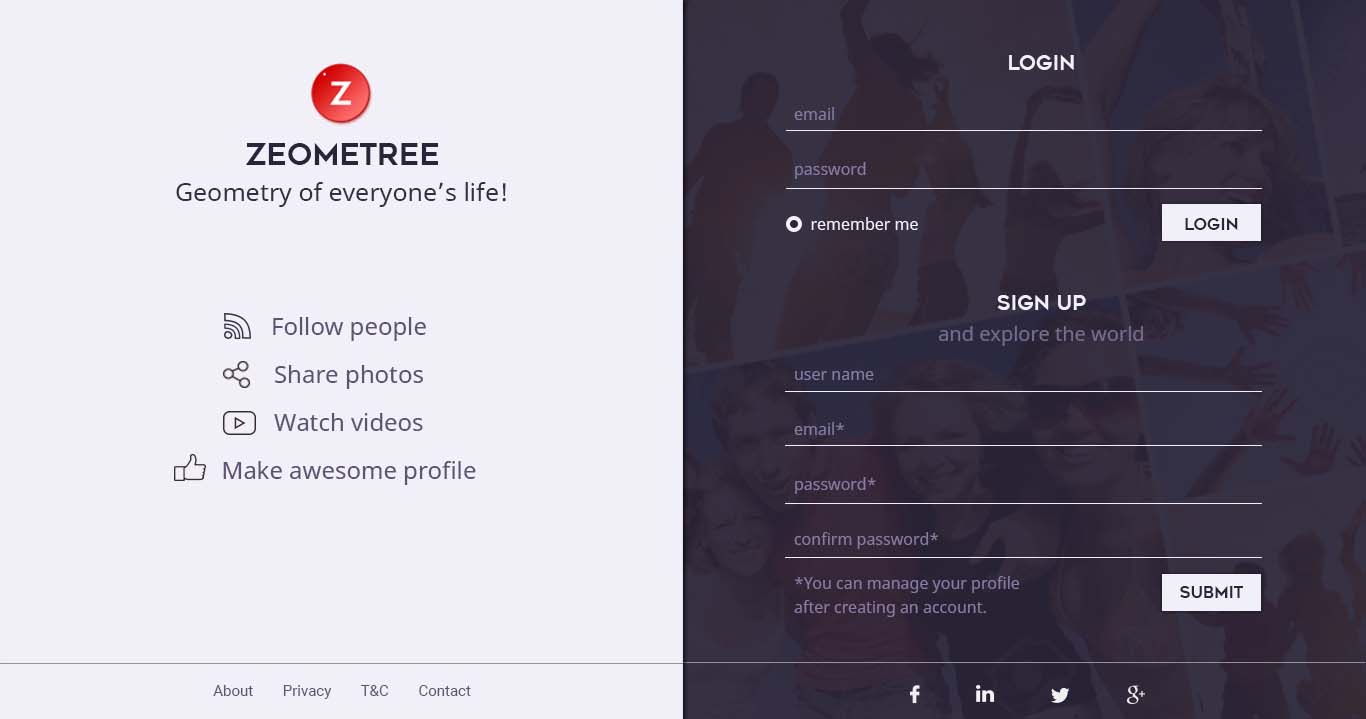 Z
ZEOMETREE
Geometry of everyone’s life!
Follow people
Share photos
Watch videos
Make awesome profile
About Privacy T&C Contact
LOGIN
email
password
remember me LOGIN
SIGN UP
and explore the world
user name
email*
password*
confirm password*
*You can manage your profile
after creating an account.
SUBMIT
f in g+